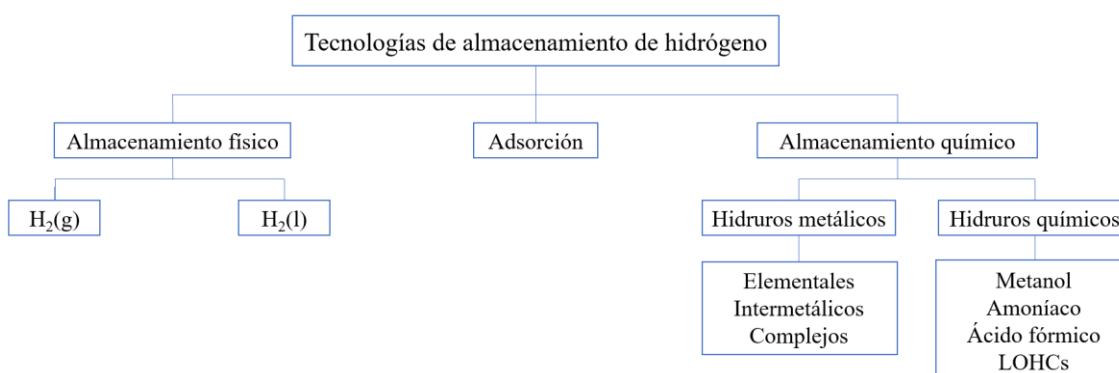 Tecnologías de almacenamiento de hidrógeno
Almacenamiento físico
Adsorción
Almacenamiento químico
H₂(g)
H₂(l)
Hidruros metálicos
Hidruros químicos
Elementales
Intermetálicos
Complejos
Metanol
Amoníaco
Ácido fórmico
LOHCs